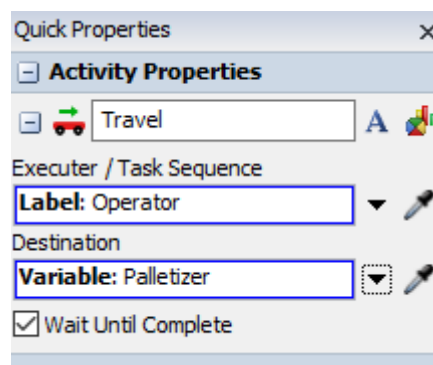 Quick Properties
Activity Properties
Travel
Executer / Task Sequence
Label: Operator
Destination
Variable: Palletizer
Wait Until Complete